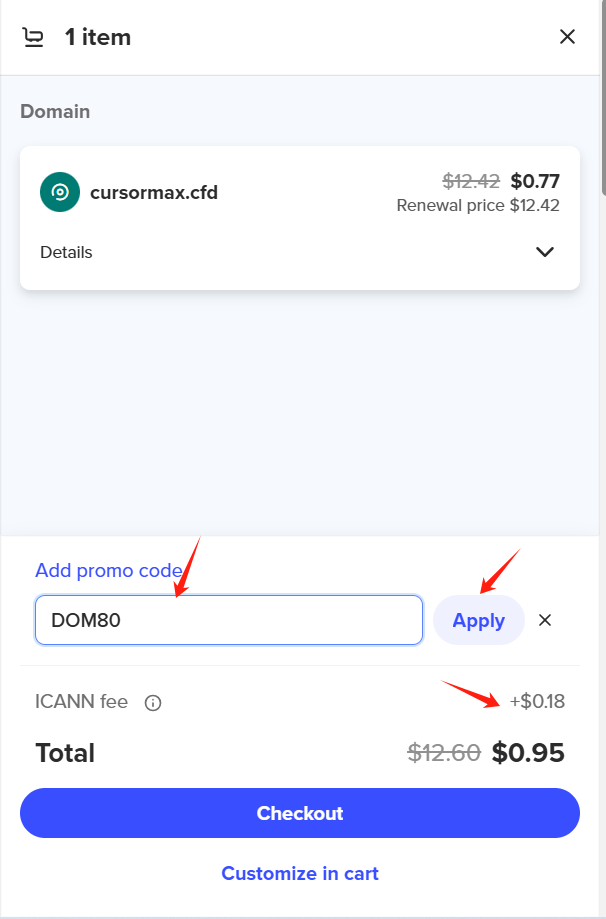 1 item
Domain
cursormax.cfd
$12.42 $0.77
Renewal price $12.42
Details
Add promo code
DOM80
Apply
ICANN fee
+$0.18
Total
$12.60 $0.95
Checkout
Customize in cart